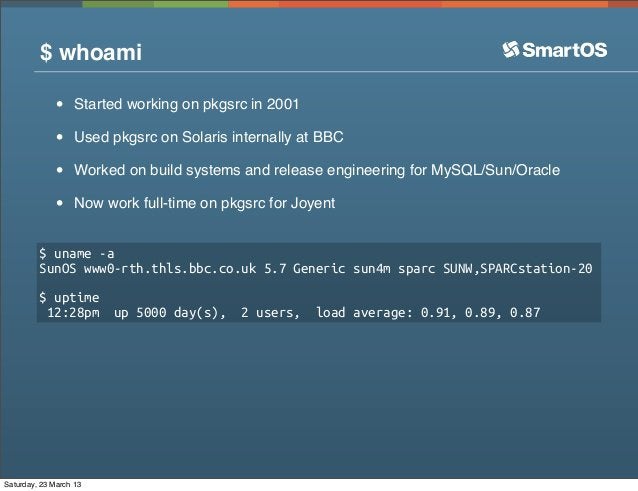 $ whoami
SmartOS
• Started working on pkgsrc in 2001
• Used pkgsrc on Solaris internally at BBC
• Worked on build systems and release engineering for MySQL/Sun/Oracle
• Now work full-time on pkgsrc for Joyent
$ uname -a
SunOS www0-rth.thls.bbc.co.uk 5.7 Generic sun4m sparc SUNW,SPARCstation-20
$ uptime
12:28pm  up 5000 day(s),  2 users,  load average: 0.91, 0.89, 0.87
Saturday, 23 March 13